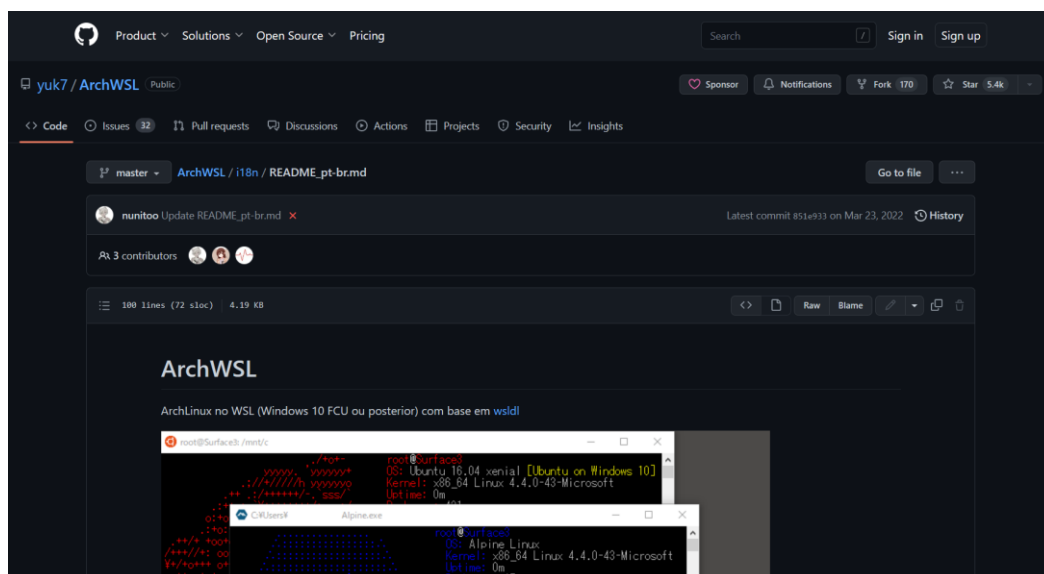 Product Solutions Open Source Pricing Search / Sign in Sign up
yuk7 / ArchWSL Public Sponsor Notifications Fork 170 Star 5.4k
<> Code Issues 32 Pull requests Discussions Actions Projects Security Insights
master ArchWSL / i18n / README_pt-br.md Go to file ...
nunitoo Update README_pt-br.md Latest commit 851e933 on Mar 23, 2022 History
3 contributors
100 lines (72 sloc) 4.19 KB <> Raw Blame
ArchWSL
ArchLinux no WSL (Windows 10 FCU ou posterior) com base em wsldl
root@Surface3: /mnt/c
root@Surface3
OS: Ubuntu 16.04 xenial [Ubuntu on Windows 10]
Kernel: x86_64 Linux 4.4.0-43-Microsoft
Uptime: 0m
C:¥Users¥ Alpine.exe
root@Surface3
OS: Alpine Linux
Kernel: x86_64 Linux 4.4.0-43-Microsoft
Uptime: 0m